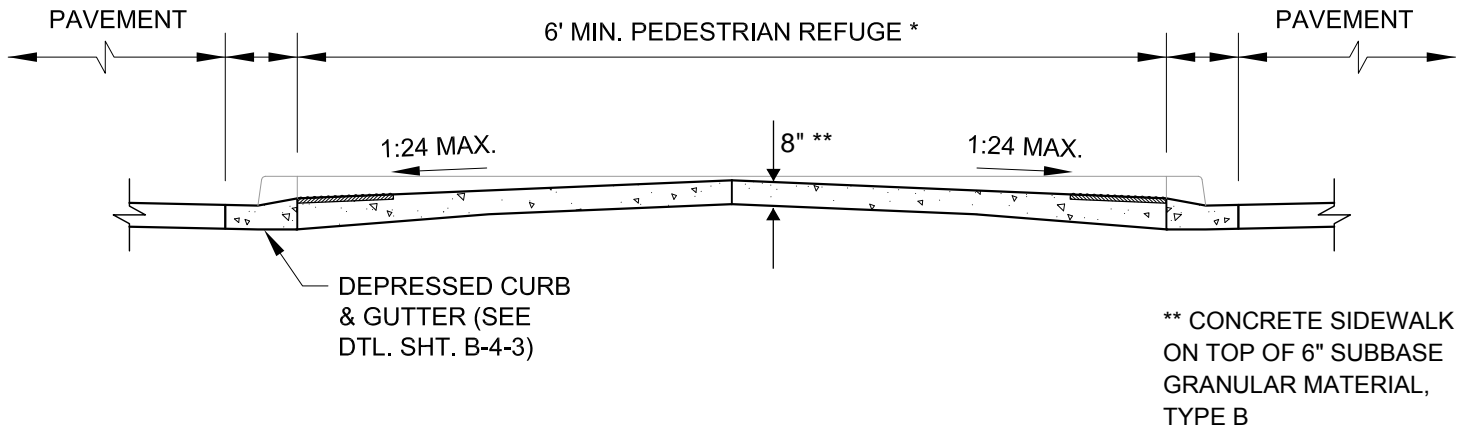 PAVEMENT
6' MIN. PEDESTRIAN REFUGE *
PAVEMENT
1:24 MAX.
8" **
1:24 MAX.
DEPRESSED CURB
& GUTTER (SEE
DTL. SHT. B-4-3)
** CONCRETE SIDEWALK
ON TOP OF 6" SUBBASE
GRANULAR MATERIAL,
TYPE B